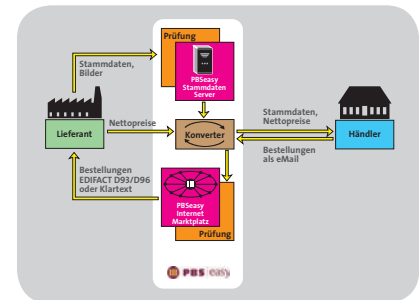 Prüfung
Stammdaten,
Bilder
PBSeasy
Stammdaten
Server
Nettopreise
Stammdaten,
Nettopreise
Lieferant
Konverter
Händler
Bestellungen
als eMail
Bestellungen
EDIFACT D93/D96
oder Klartext
PBSeasy
Internet
Marktplatz
Prüfung
PBS easy